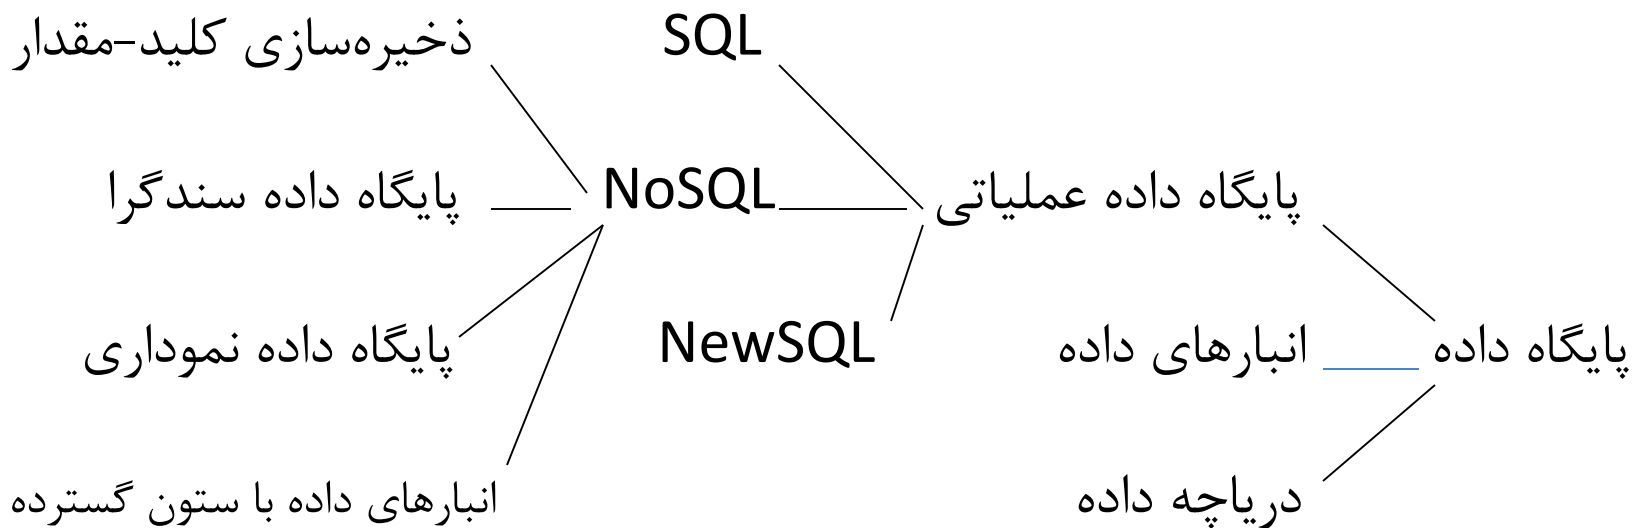 SQL
ذخیره‌سازی کلید-مقدار
پایگاه داده عملیاتی
NoSQL
پایگاه داده سندگرا
پایگاه داده
انبارهای داده
NewSQL
پایگاه داده نموداری
دریاچه داده
انبارهای داده با ستون گسترده